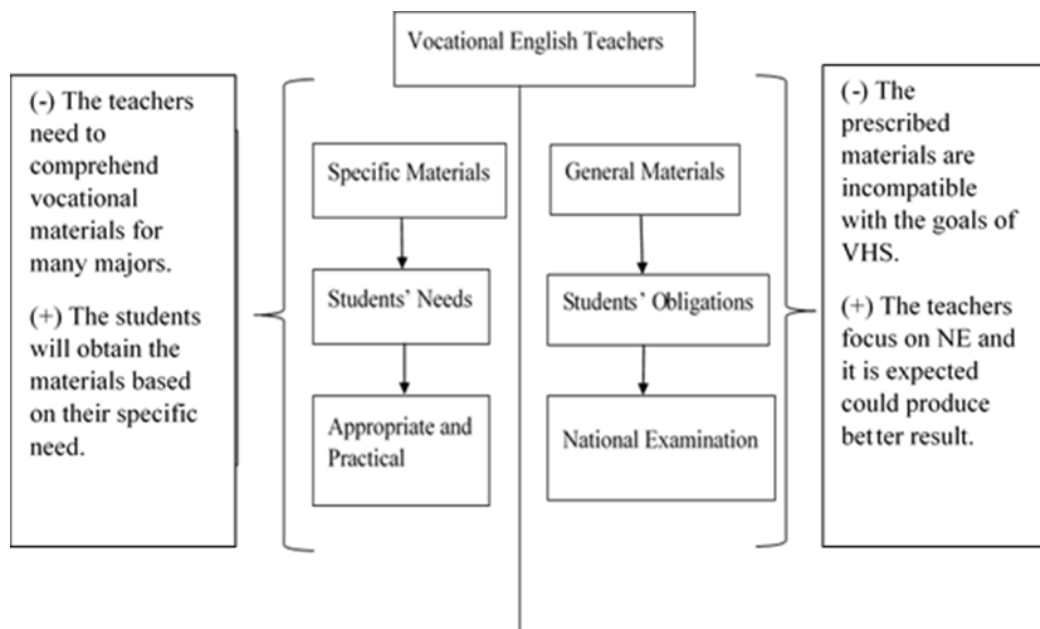 Vocational English Teachers
(-) The teachers
need to
comprehend
vocational
materials for
many majors.
(+) The students
will obtain the
materials based
on their specific
need.
Specific Materials
Students' Needs
Appropriate and
Practical
General Materials
Students' Obligations
National Examination
(-) The
prescribed
materials are
incompatible
with the goals of
VHS.
(+) The teachers
focus on NE and
it is expected
could produce
better result.